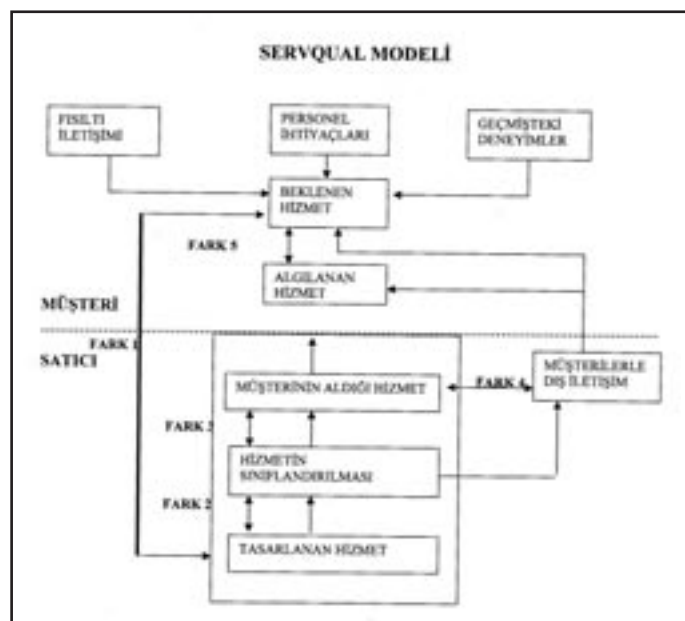 SERVQUAL MODELİ
FISILTI
İLETİŞİMİ
PERSONEL
İHTİYAÇLARI
GEÇMİŞTEKİ
DENEYİMLER
BEKLENEN
HİZMET
FARK 5
ALGILANAN
HİZMET
MÜŞTERİ
FARK 1
SATICI
MÜŞTERİNİN ALDIĞI HİZMET
FARK 4
MÜŞTERİLERLE
DIŞ İLETİŞİM
FARK 3
HİZMETİN
SINIFLANDIRILMASI
FARK 2
TASARLANAN HİZMET